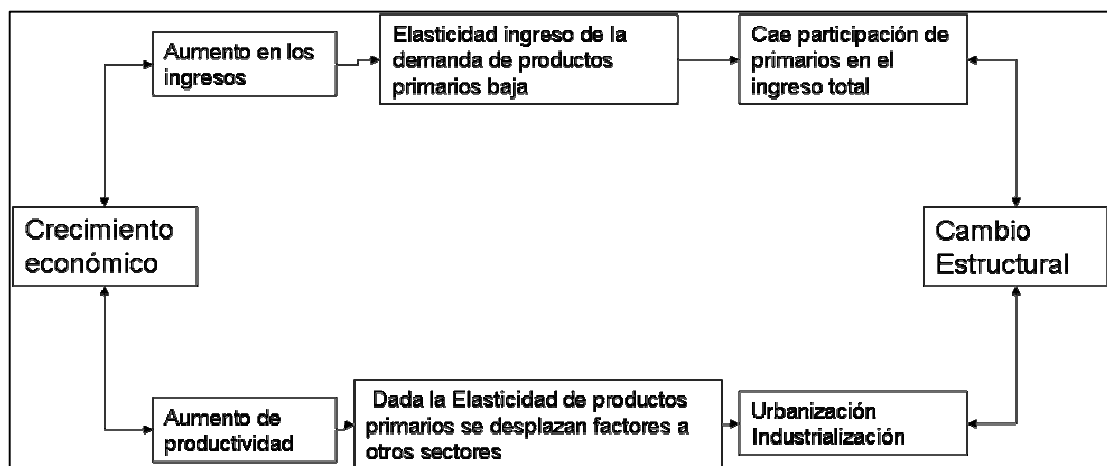 Aumento en los
ingresos
Elasticidad ingreso de la
demanda de productos
primarios baja
Cae participación de
primarios en el
ingreso total
Crecimiento
económico
Cambio
Estructural
Aumento de
productividad
Dada la Elasticidad de productos
primarios se desplazan factores a
otros sectores
Urbanización
Industrialización